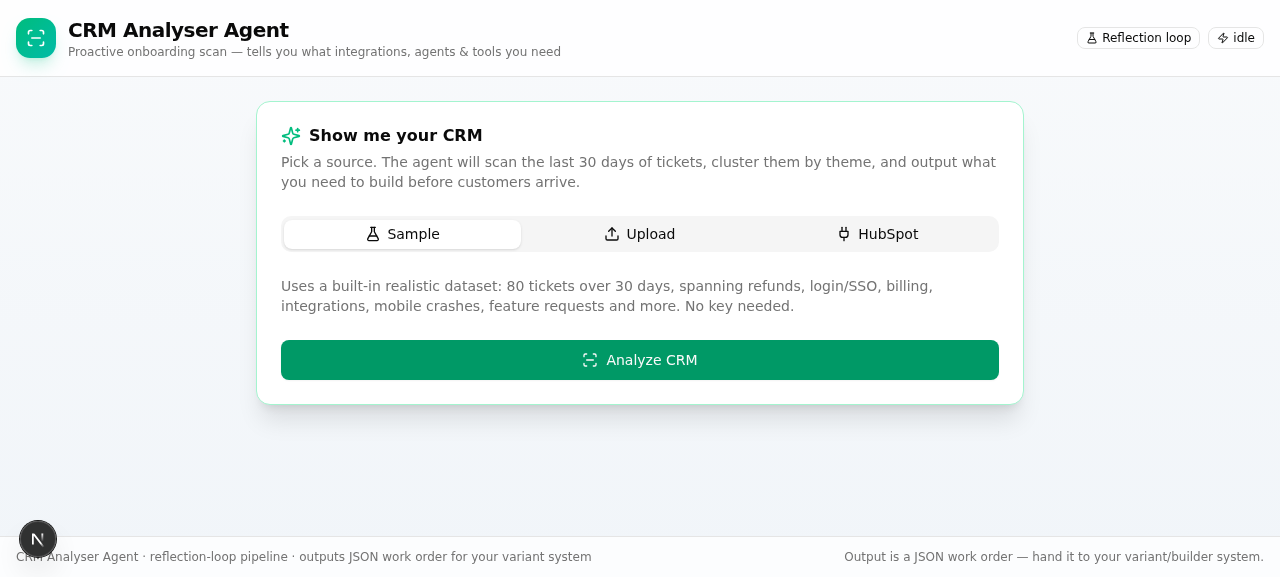 CRM Analyser Agent
Proactive onboarding scan — tells you what integrations, agents & tools you need
Reflection loop
idle
Show me your CRM
Pick a source. The agent will scan the last 30 days of tickets, cluster them by theme, and output what
you need to build before customers arrive.
Sample
Upload
HubSpot
Uses a built-in realistic dataset: 80 tickets over 30 days, spanning refunds, login/SSO, billing,
integrations, mobile crashes, feature requests and more. No key needed.
Analyze CRM
N
CRM Analyser Agent · reflection-loop pipeline · outputs JSON work order for your variant system
Output is a JSON work order — hand it to your variant/builder system.